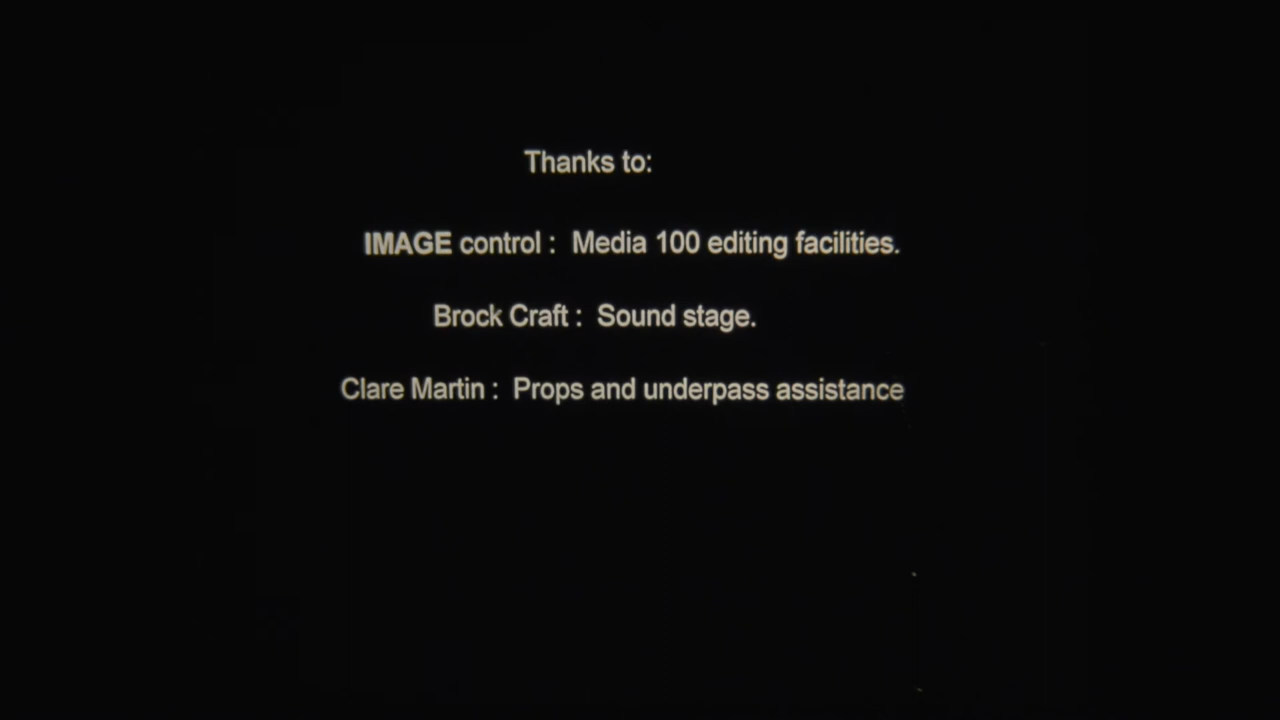 Thanks to:
IMAGE control : Media 100 editing facilities.
Brock Craft : Sound stage.
Clare Martin : Props and underpass assistance